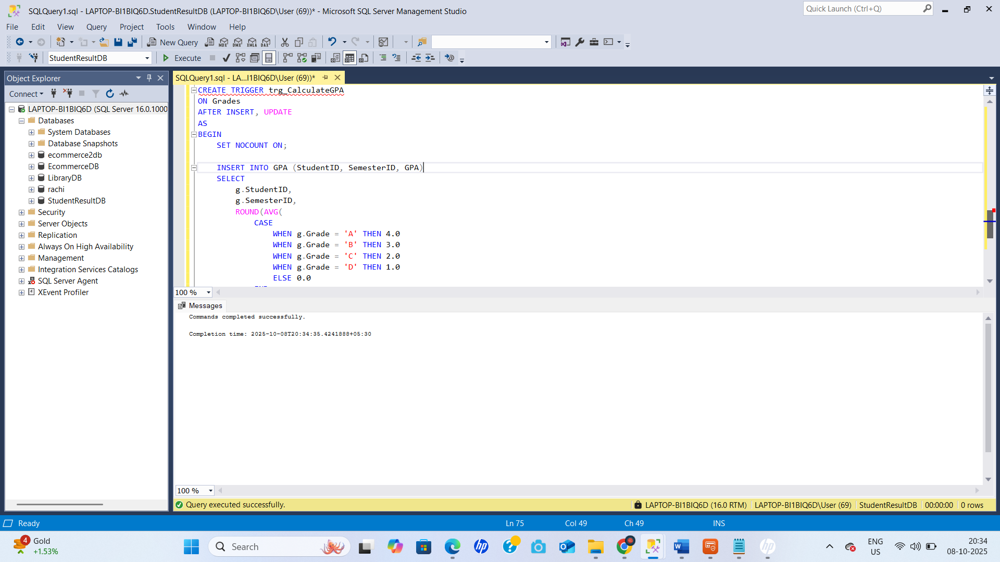 SQLQuery1.sql - LAPTOP-BI1BIQ6D.StudentResultDB (LAPTOP-BI1BIQ6D\User (69))* - Microsoft SQL Server Management Studio
Quick Launch (Ctrl+Q)
File Edit View Query Project Tools Window Help
New Query
MDX DMX XMLA DAX
StudentResultDB
Execute
Object Explorer
Connect
LAPTOP-BI1BIQ6D (SQL Server 16.0.1000
Databases
System Databases
Database Snapshots
ecommerce2db
EcommerceDB
LibraryDB
rachi
StudentResultDB
Security
Server Objects
Replication
Always On High Availability
Management
Integration Services Catalogs
SQL Server Agent
XEvent Profiler
SQLQuery1.sql - LA...I1BIQ6D\User (69))*
CREATE TRIGGER trg_CalculateGPA
ON Grades
AFTER INSERT, UPDATE
AS
BEGIN
SET NOCOUNT ON;
INSERT INTO GPA (StudentID, SemesterID, GPA)
SELECT
g.StudentID,
g.SemesterID,
ROUND(AVG(
CASE
WHEN g.Grade = 'A' THEN 4.0
WHEN g.Grade = 'B' THEN 3.0
WHEN g.Grade = 'C' THEN 2.0
WHEN g.Grade = 'D' THEN 1.0
ELSE 0.0
100 %
Messages
Commands completed successfully.
Completion time: 2025-10-08T20:34:35.4241888+05:30
100 %
Query executed successfully.
LAPTOP-BI1BIQ6D (16.0 RTM) LAPTOP-BI1BIQ6D\User (69) StudentResultDB 00:00:00 0 rows
Ready
Ln 75 Col 49 Ch 49 INS
4
Gold
+1.53%
Search
hp
ENG
US
20:34
08-10-2025